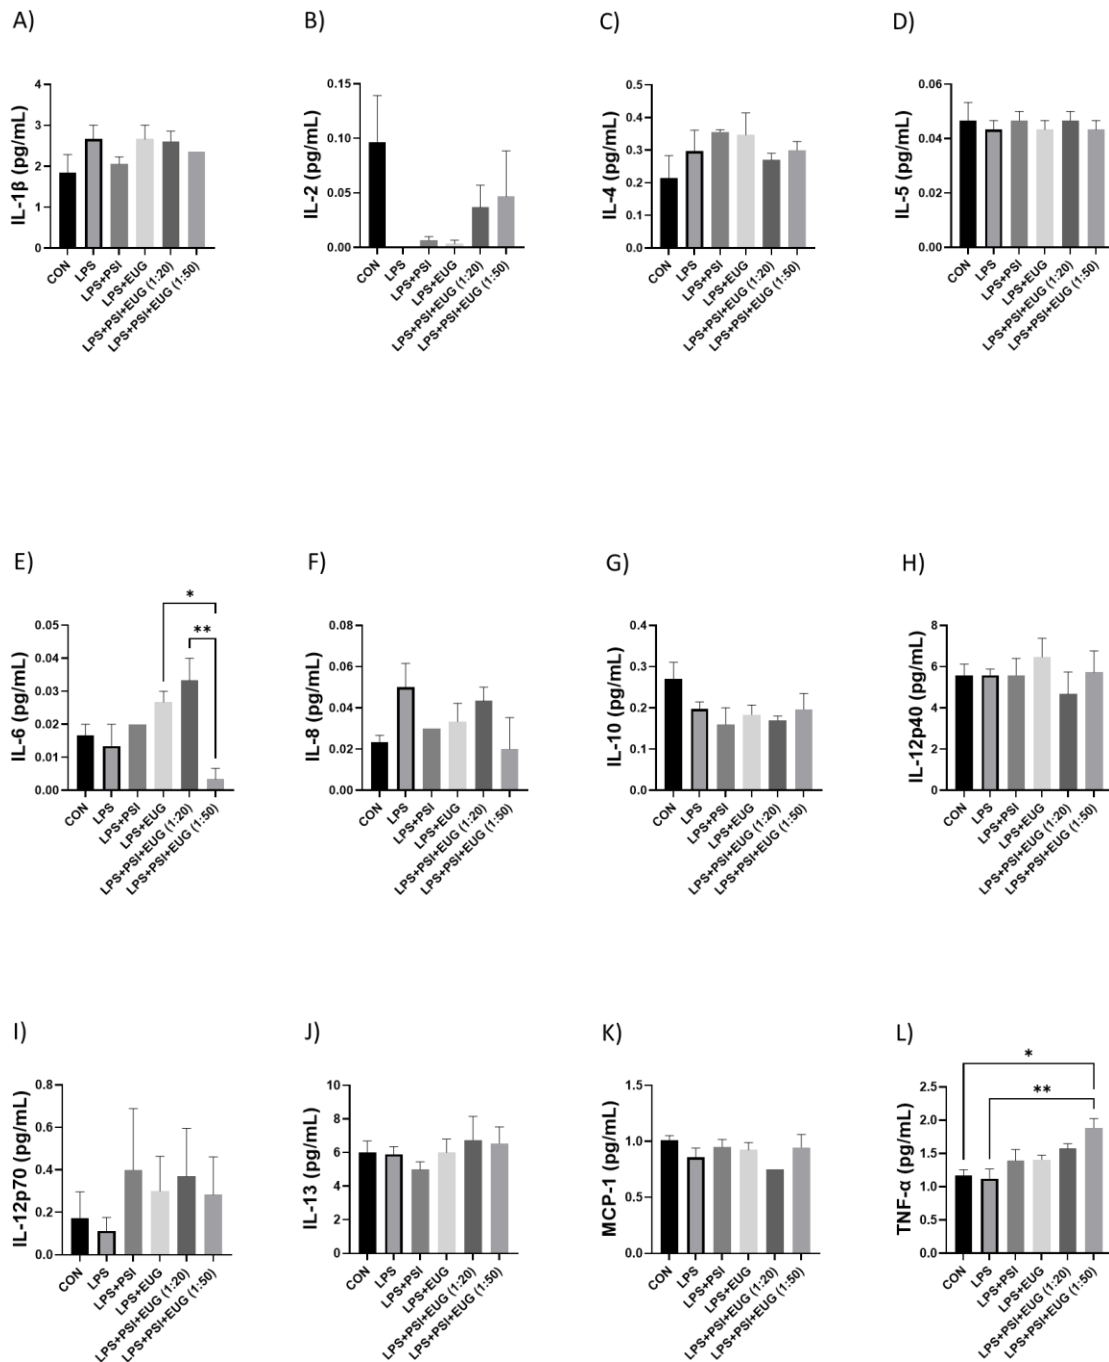 A)
B)
C)
D)
IL-1β (pg/mL)
4
3
2
1
0
CON
LPS
LPS+PSI
LPS+EUG
LPS+PSI+EUG (1:20)
LPS+PSI+EUG (1:50)
IL-2 (pg/mL)
0.15
0.10
0.05
0.00
CON
LPS
LPS+PSI
LPS+EUG
LPS+PSI+EUG (1:20)
LPS+PSI+EUG (1:50)
IL-4 (pg/mL)
0.5
0.4
0.3
0.2
0.1
0.0
CON
LPS
LPS+PSI
LPS+EUG
LPS+PSI+EUG (1:20)
LPS+PSI+EUG (1:50)
IL-5 (pg/mL)
0.06
0.04
0.02
0.00
CON
LPS
LPS+PSI
LPS+EUG
LPS+PSI+EUG (1:20)
LPS+PSI+EUG (1:50)
E)
F)
G)
H)
IL-6 (pg/mL)
0.05
0.04
0.03
0.02
0.01
0.00
*
**
CON
LPS
LPS+PSI
LPS+EUG
LPS+PSI+EUG (1:20)
LPS+PSI+EUG (1:50)
IL-8 (pg/mL)
0.08
0.06
0.04
0.02
0.00
CON
LPS
LPS+PSI
LPS+EUG
LPS+PSI+EUG (1:20)
LPS+PSI+EUG (1:50)
IL-10 (pg/mL)
0.4
0.3
0.2
0.1
0.0
CON
LPS
LPS+PSI
LPS+EUG
LPS+PSI+EUG (1:20)
LPS+PSI+EUG (1:50)
IL-12p40 (pg/mL)
8
6
4
2
0
CON
LPS
LPS+PSI
LPS+EUG
LPS+PSI+EUG (1:20)
LPS+PSI+EUG (1:50)
I)
J)
K)
L)
IL-12p70 (pg/mL)
0.8
0.6
0.4
0.2
0.0
CON
LPS
LPS+PSI
LPS+EUG
LPS+PSI+EUG (1:20)
LPS+PSI+EUG (1:50)
IL-13 (pg/mL)
10
8
6
4
2
0
CON
LPS
LPS+PSI
LPS+EUG
LPS+PSI+EUG (1:20)
LPS+PSI+EUG (1:50)
MCP-1 (pg/mL)
1.5
1.0
0.5
0.0
CON
LPS
LPS+PSI
LPS+EUG
LPS+PSI+EUG (1:20)
LPS+PSI+EUG (1:50)
TNF-α (pg/mL)
2.5
2.0
1.5
1.0
0.5
0.0
*
**
CON
LPS
LPS+PSI
LPS+EUG
LPS+PSI+EUG (1:20)
LPS+PSI+EUG (1:50)